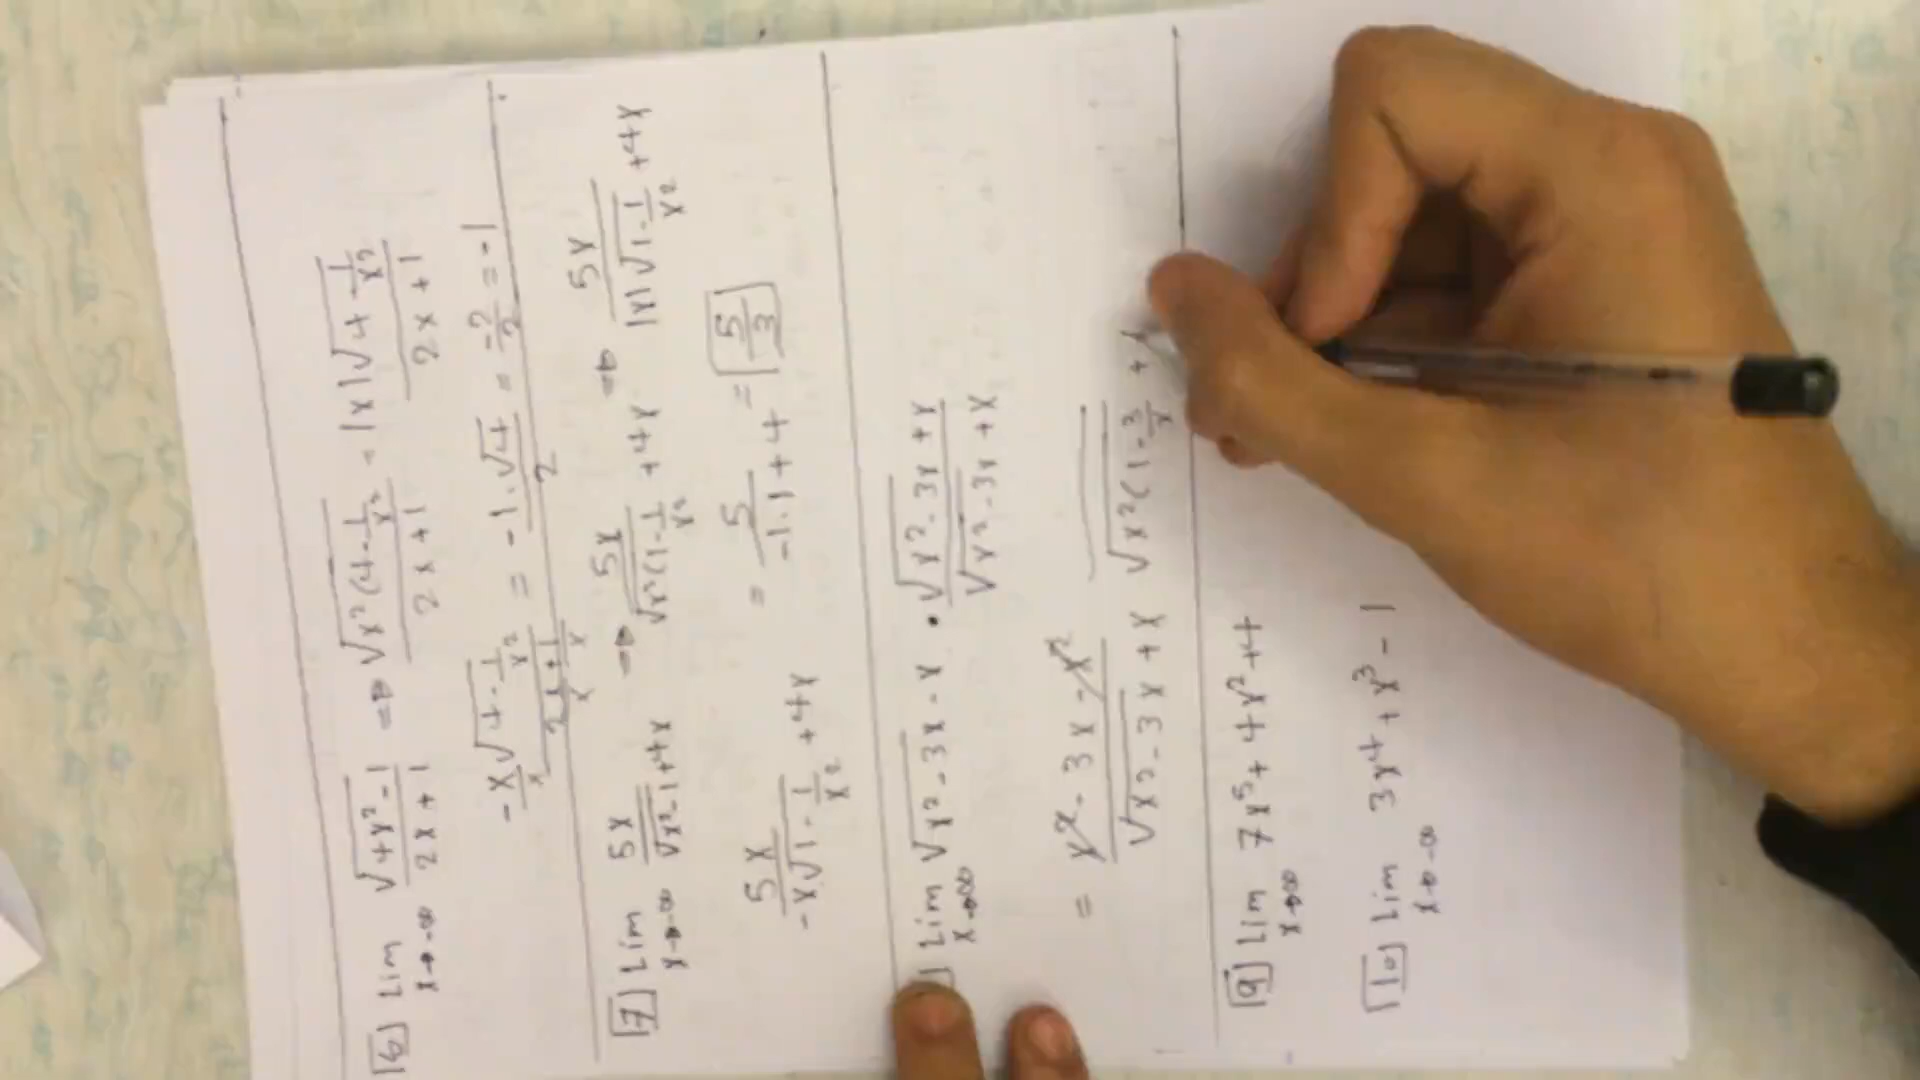 [6] lim x→-∞ √(4x²-1) / (2x+1) ⇒ √(x²(4-1/x²)) / (2x+1) = |x|√(4-1/x²) / (2x+1)
(-x/x √(4-1/x²)) / (2x/x+1/x) = -1.√4 / 2 = -2/2 = -1
[7] lim x→-∞ 5x / (√(x²-1)+4x) ⇒ 5x / (√(x²(1-1/x²)) +4x) ⇒ 5x / (|x|√(1-1/x²) +4x)
5x / (-x√(1-1/x²) +4x) = 5 / (-1.1+4) = [5/3]
lim x→∞ √(x²-3x) - x • (√(x²-3x) + x) / (√(x²-3x) + x)
= (x² - 3x - x²) / (√(x²-3x) + x) √(x²(1-3/x)) +
[9] lim x→∞ 7x⁵ + 4x² + 4
[10] lim x→-∞ 3x⁴ + x³ - 1